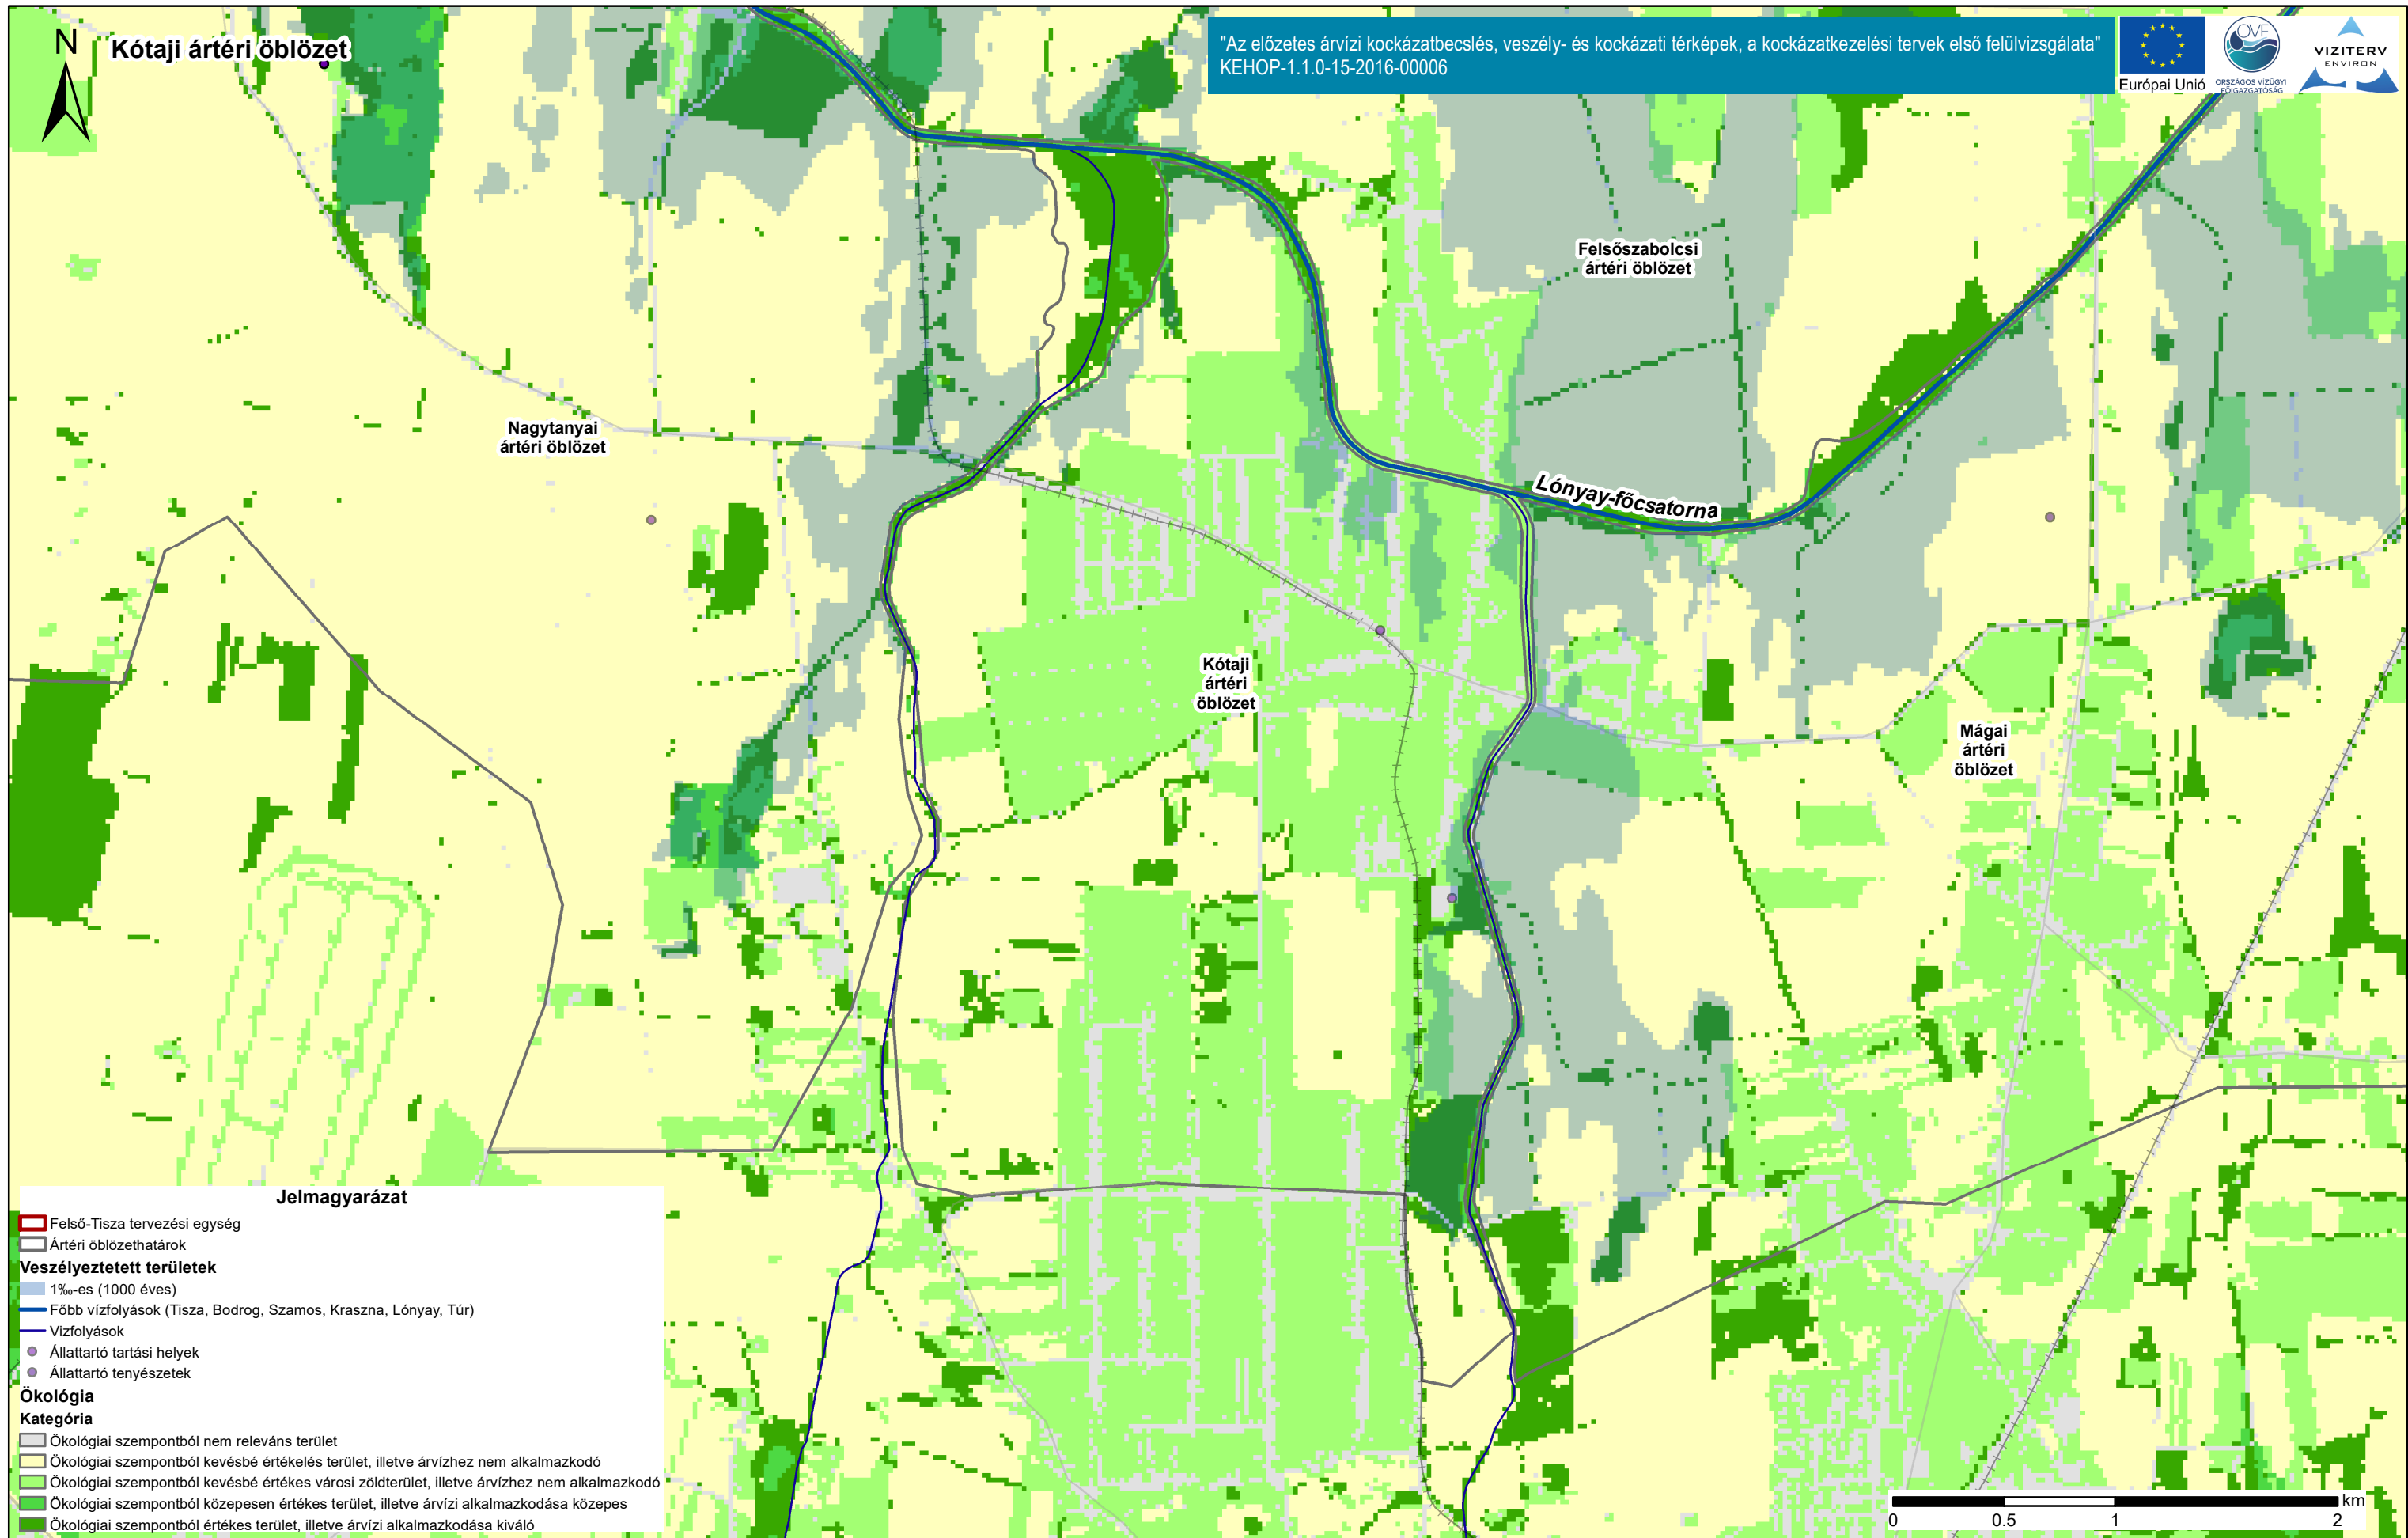 N
Kótaji ártéri öblözet
"Az előzetes árvízi kockázatbecslés, veszély- és kockázati térképek, a kockázatkezelési tervek első felülvizsgálata"
KEHOP-1.1.0-15-2016-00006
Európai Unió
OVF
ORSZÁGOS VÍZÜGYI
FŐIGAZGATÓSÁG
VIZITERV
ENVIRON
Felsőszabolcsi
ártéri öblözet
Nagytanyai
ártéri öblözet
Lónyay-főcsatorna
Kótaji
ártéri
öblözet
Mágai
ártéri
öblözet
Jelmagyarázat
Felső-Tisza tervezési egység
Ártéri öblözethatárok
Veszélyeztetett területek
1‰-es (1000 éves)
Főbb vízfolyások (Tisza, Bodrog, Szamos, Kraszna, Lónyay, Túr)
Vizfolyások
Állattartó tartási helyek
Állattartó tenyészetek
Ökológia
Kategória
Ökológiai szempontból nem releváns terület
Ökológiai szempontból kevésbé értékelés terület, illetve árvízhez nem alkalmazkodó
Ökológiai szempontból kevésbé értékes városi zöldterület, illetve árvízhez nem alkalmazkodó
Ökológiai szempontból közepesen értékes terület, illetve árvízi alkalmazkodása közepes
Ökológiai szempontból értékes terület, illetve árvízi alkalmazkodása kiváló
km
0 0.5 1 2